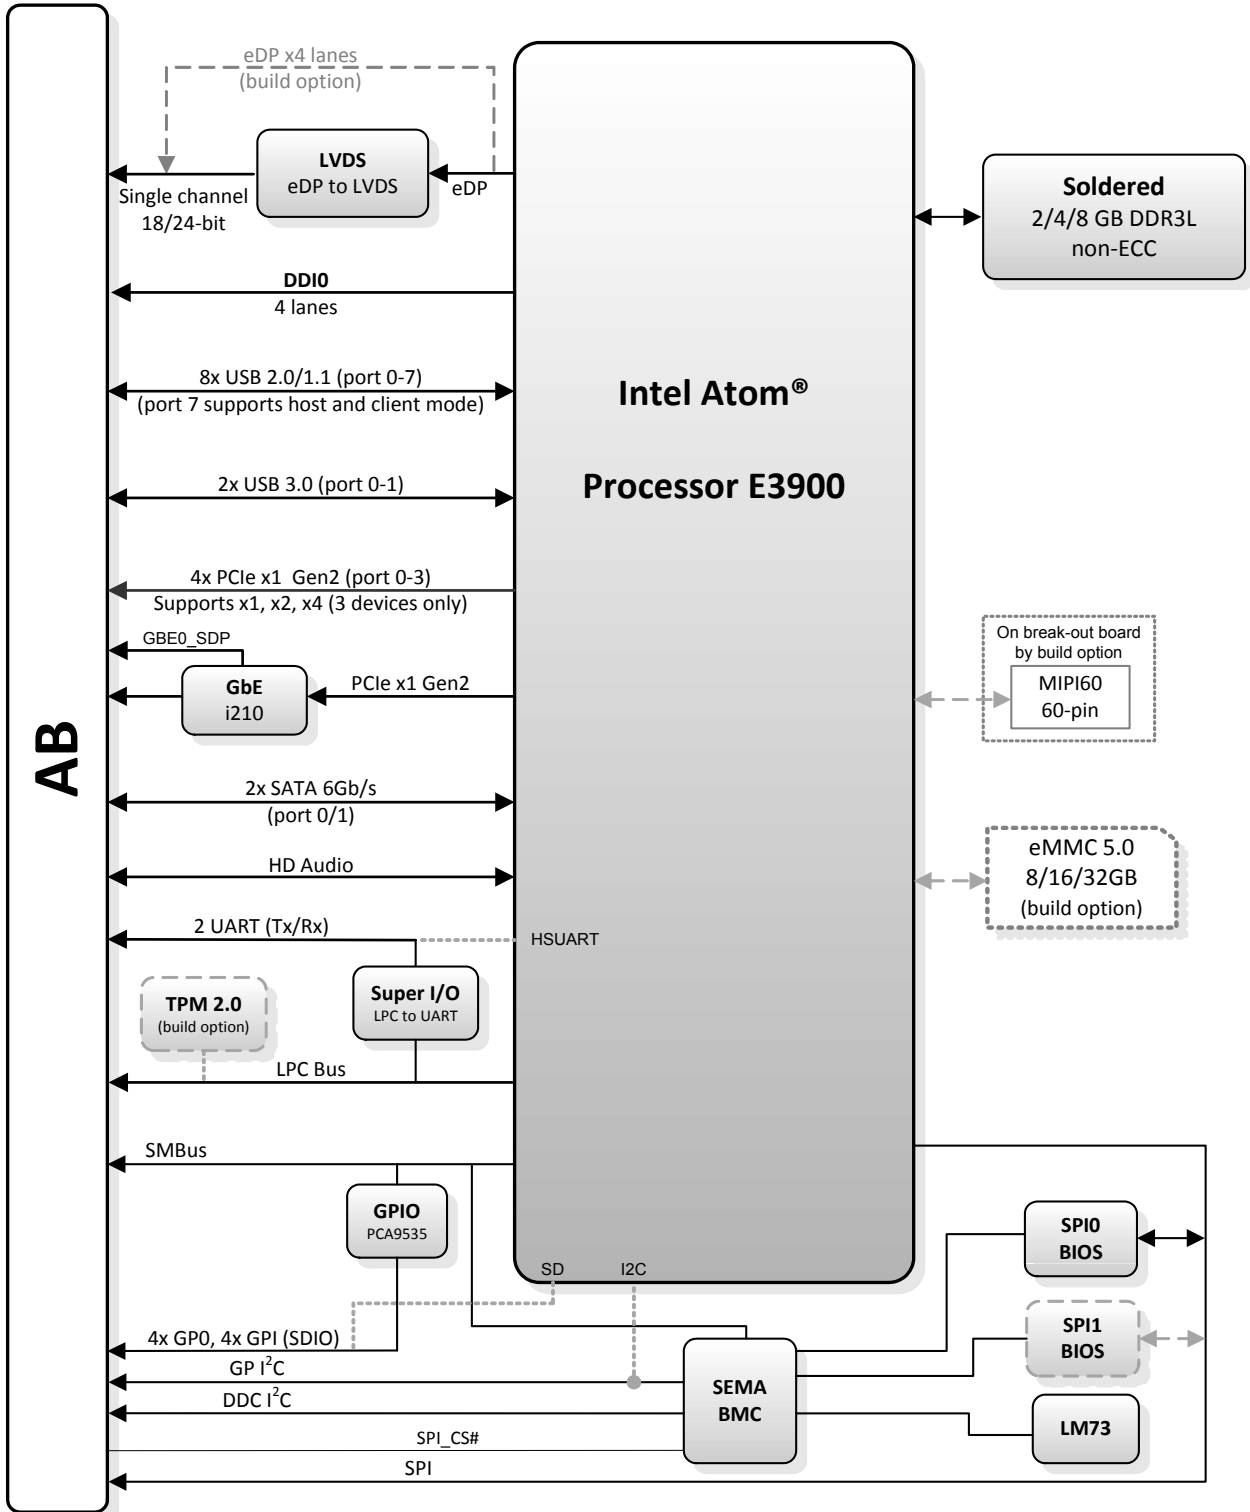 eDP x4 lanes
(build option)
LVDS
eDP to LVDS
eDP
Single channel
18/24-bit
DDI0
4 lanes
8x USB 2.0/1.1 (port 0-7)
(port 7 supports host and client mode)
2x USB 3.0 (port 0-1)
4x PCIe x1 Gen2 (port 0-3)
Supports x1, x2, x4 (3 devices only)
GBE0_SDP
GbE
i210
PCIe x1 Gen2
AB
2x SATA 6Gb/s
(port 0/1)
HD Audio
2 UART (Tx/Rx)
HSUART
TPM 2.0
(build option)
Super I/O
LPC to UART
LPC Bus
SMBus
GPIO
PCA9535
SD
I2C
4x GP0, 4x GPI (SDIO)
GP I²C
DDC I²C
SPI_CS#
SPI
SEMA
BMC
Intel Atom®
Processor E3900
Soldered
2/4/8 GB DDR3L
non-ECC
On break-out board
by build option
MIPI60
60-pin
eMMC 5.0
8/16/32GB
(build option)
SPI0
BIOS
SPI1
BIOS
LM73